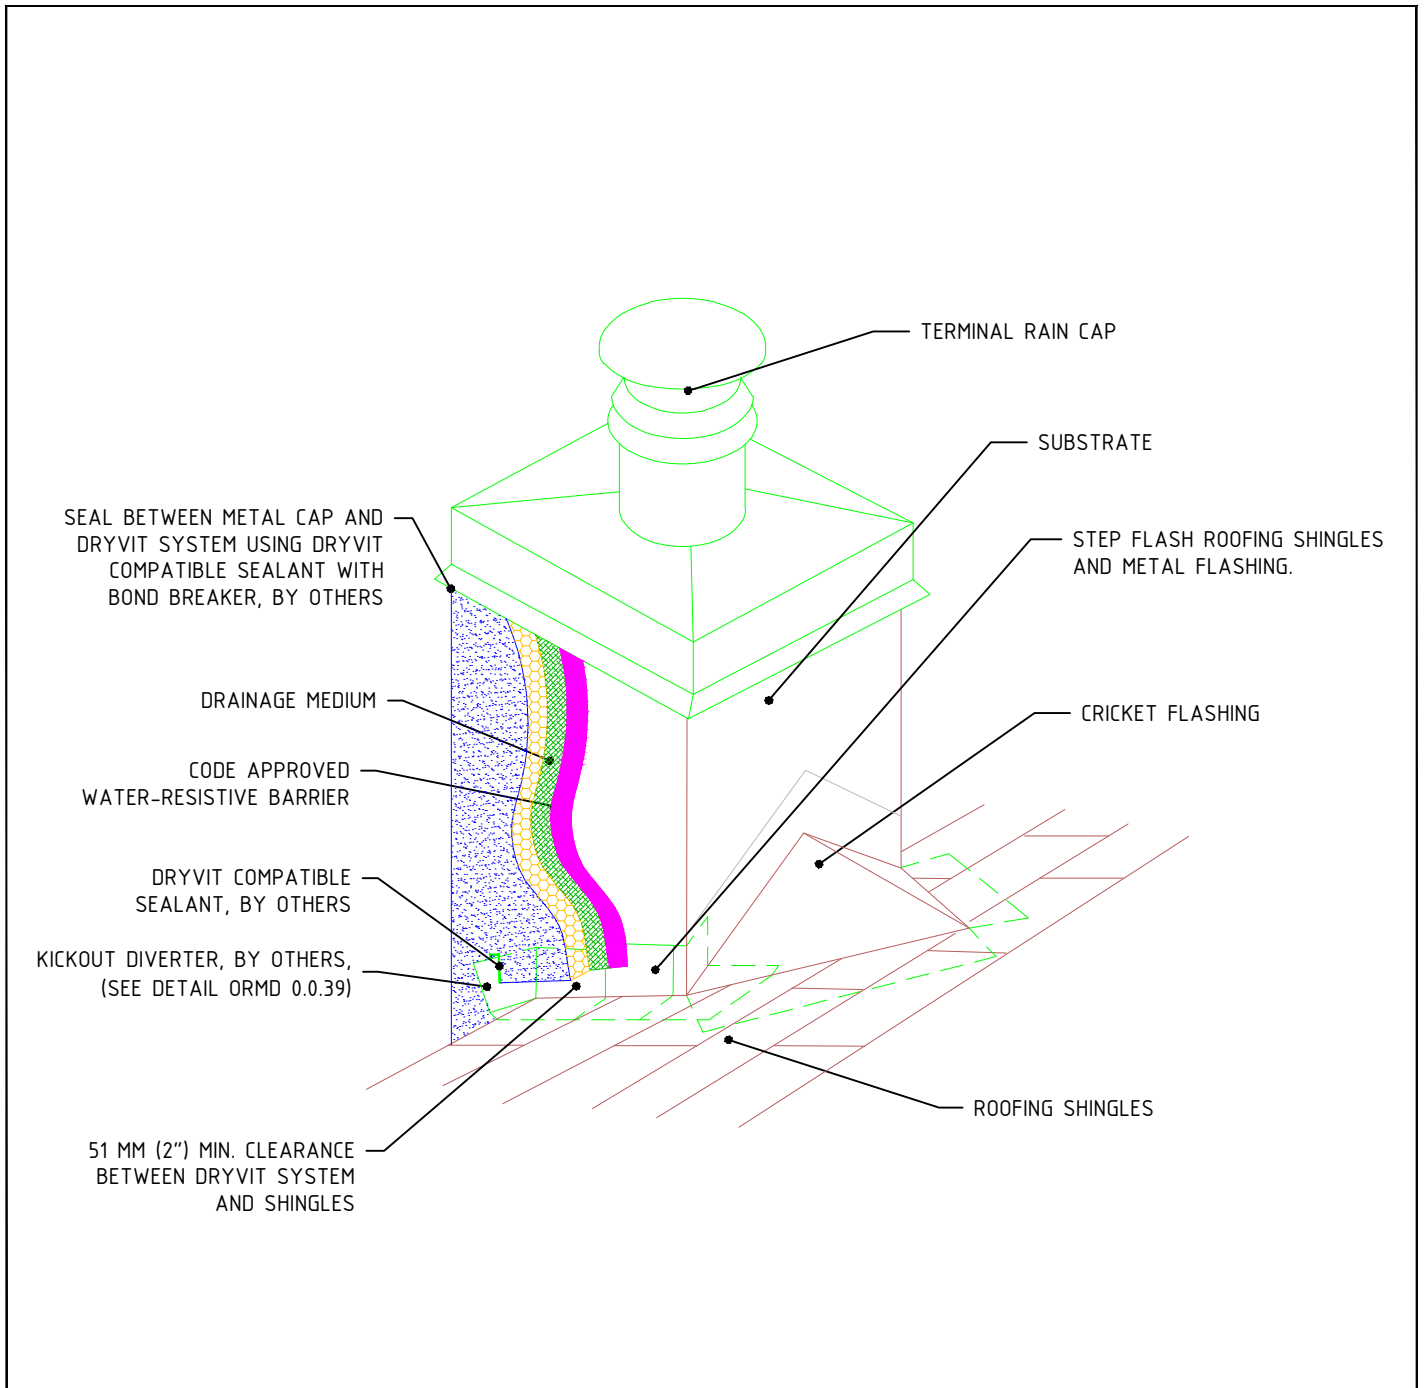 TERMINAL RAIN CAP
SUBSTRATE
SEAL BETWEEN METAL CAP AND
DRYVIT SYSTEM USING DRYVIT
COMPATIBLE SEALANT WITH
BOND BREAKER, BY OTHERS
STEP FLASH ROOFING SHINGLES
AND METAL FLASHING.
DRAINAGE MEDIUM
CRICKET FLASHING
CODE APPROVED
WATER-RESISTIVE BARRIER
DRYVIT COMPATIBLE
SEALANT, BY OTHERS
KICKOUT DIVERTER, BY OTHERS,
(SEE DETAIL ORMD 0.0.39)
ROOFING SHINGLES
51 MM (2") MIN. CLEARANCE
BETWEEN DRYVIT SYSTEM
AND SHINGLES